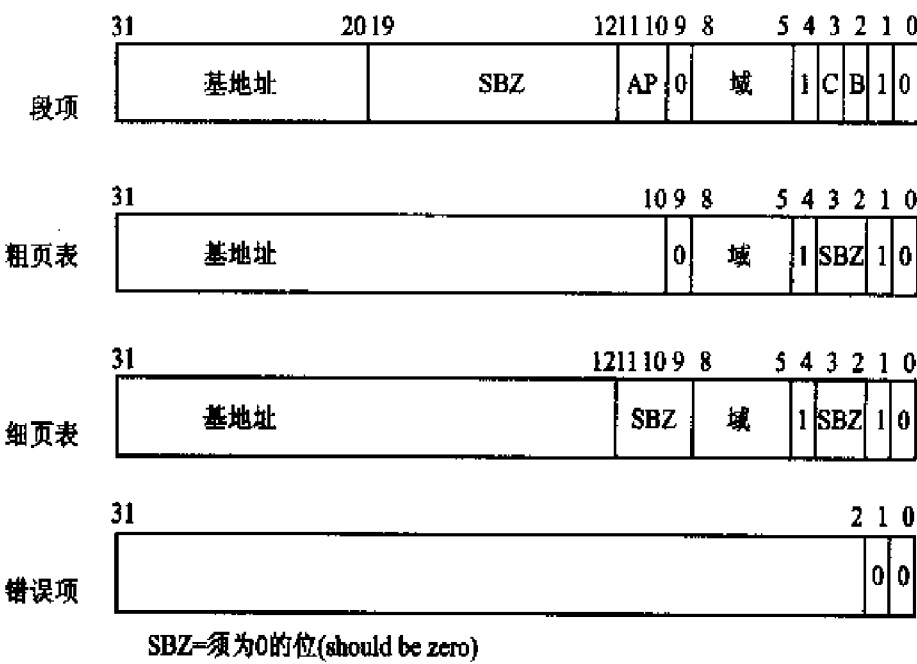 31 20 19 12 11 10 9 8 5 4 3 2 1 0
段项 基地址 SBZ AP 0 域 1 C B 1 0
31 10 9 8 5 4 3 2 1 0
粗页表 基地址 0 域 1 SBZ 1 0
31 12 11 10 9 8 5 4 3 2 1 0
细页表 基地址 SBZ 域 1 SBZ 1 0
31 2 1 0
错误项 0 0
SBZ=须为0的位(should be zero)